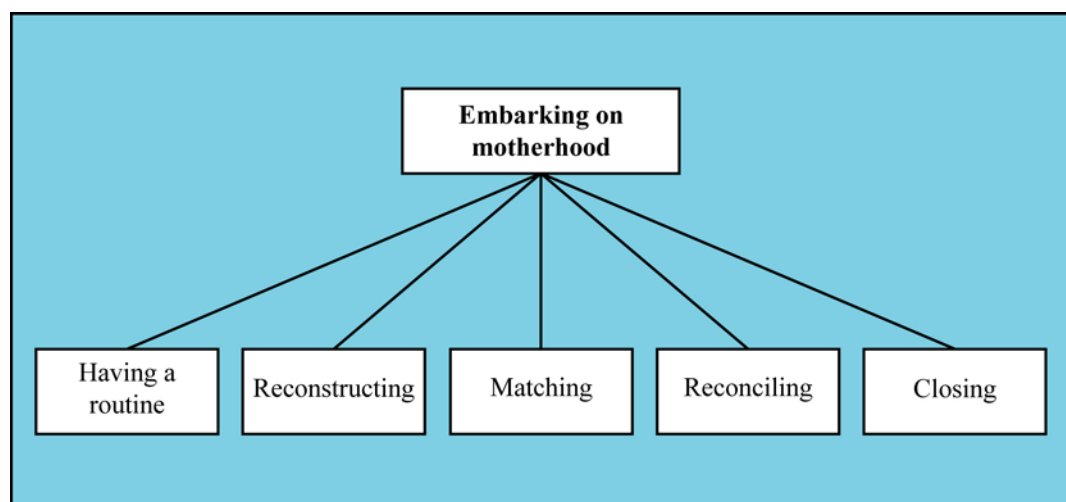 Embarking on
motherhood
Having a
routine
Reconstructing
Matching
Reconciling
Closing